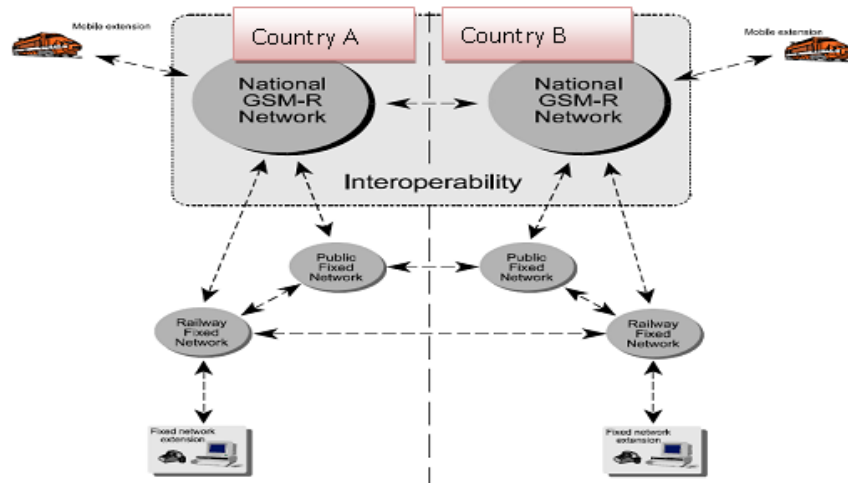 Mobile extension
Country A
Country B
Mobile extension
National
GSM-R
Network
National
GSM-R
Network
Interoperability
Public
Fixed
Network
Public
Fixed
Network
Railway
Fixed
Network
Railway
Fixed
Network
Fixed network
extension
Fixed network
extension